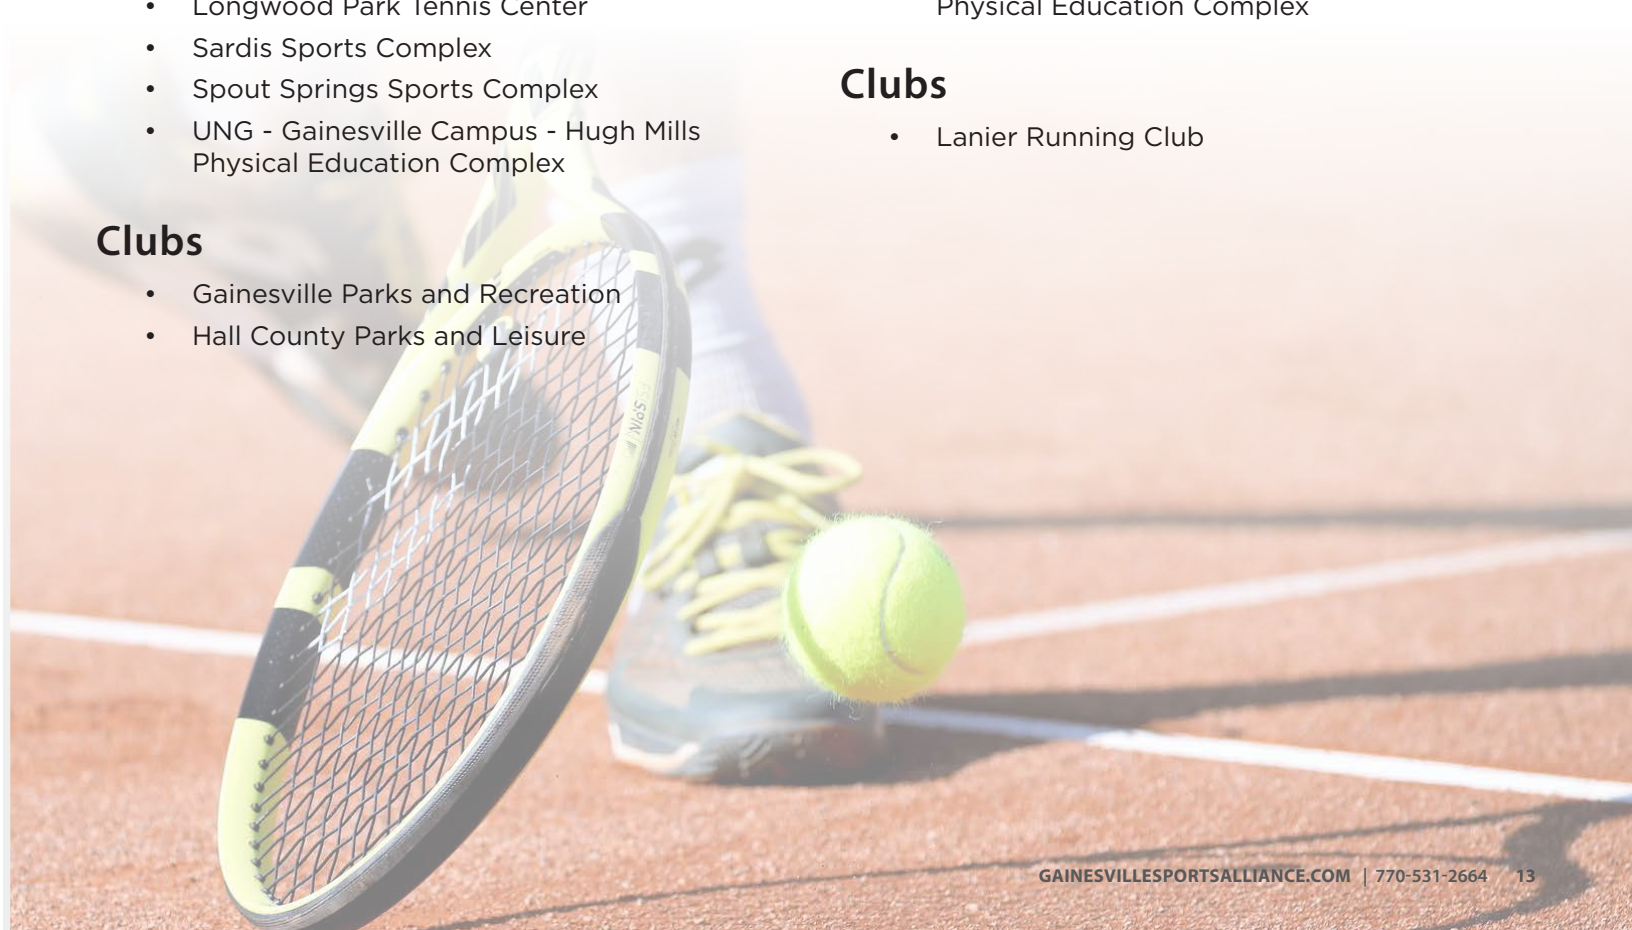 • Longwood Park Tennis Center
• Sardis Sports Complex
• Spout Springs Sports Complex
• UNG - Gainesville Campus - Hugh Mills
Physical Education Complex
Clubs
• Gainesville Parks and Recreation
• Hall County Parks and Leisure
Physical Education Complex
Clubs
• Lanier Running Club
SPIN
GAINESVILLESPORTSALLIANCE.COM | 770-531-2664 13